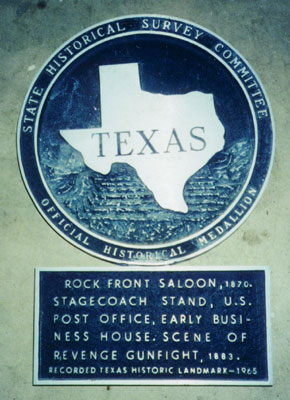 STATE HISTORICAL SURVEY COMMITTEE
TEXAS
OFFICIAL HISTORICAL MEDALLION
ROCK FRONT SALOON, 1870.
STAGECOACH STAND, U.S.
POST OFFICE, EARLY BUSI-
NESS HOUSE. SCENE OF
REVENGE GUNFIGHT, 1883.
RECORDED TEXAS HISTORIC LANDMARK—1965